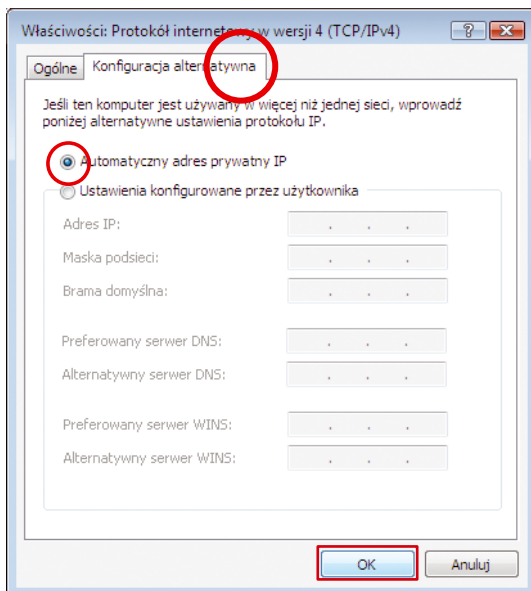 Właściwości: Protokół internetowy w wersji 4 (TCP/IPv4)
Ogólne Konfiguracja alternatywna
Jeśli ten komputer jest używany w więcej niż jednej sieci, wprowadź
poniżej alternatywne ustawienia protokołu IP.
Automatyczny adres prywatny IP
Ustawienia konfigurowane przez użytkownika
Adres IP:
Maska podsieci:
Brama domyślna:
Preferowany serwer DNS:
Alternatywny serwer DNS:
Preferowany serwer WINS:
Alternatywny serwer WINS:
OK Anuluj